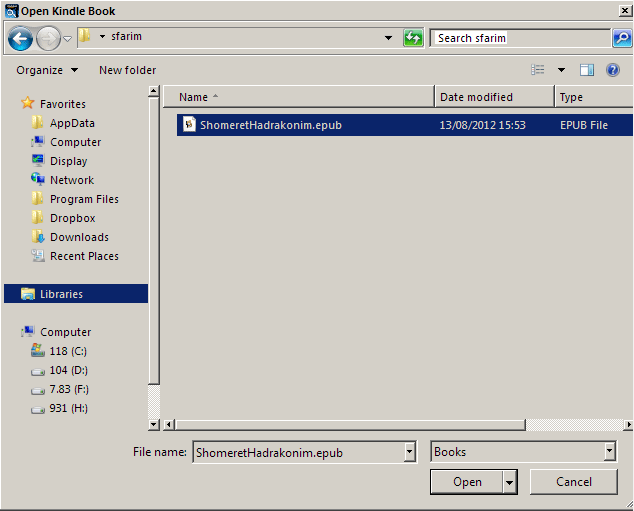 Open Kindle Book
sfarim
Search sfarim
Organize
New folder
Name
Date modified
Type
Favorites
AppData
Computer
Display
Network
Program Files
Dropbox
Downloads
Recent Places
Libraries
Computer
118 (C:)
104 (D:)
7.83 (F:)
931 (H:)
ShomeretHadrakonim.epub 13/08/2012 15:53 EPUB File
File name: ShomeretHadrakonim.epub
Books
Open
Cancel